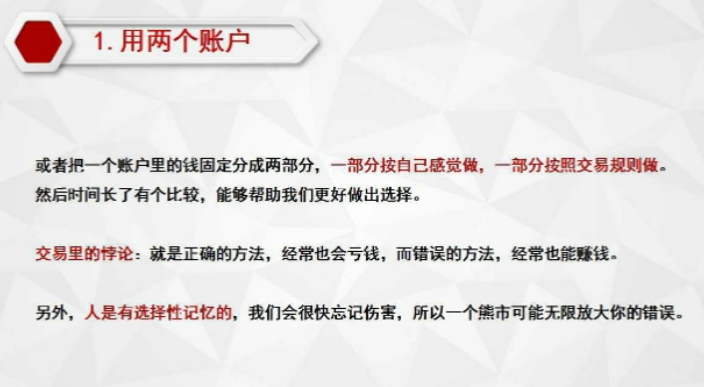 1.用两个账户
或者把一个账户里的钱固定分成两部分，一部分按自己感觉做，一部分按照交易规则做。
然后时间长了有个比较，能够帮助我们更好做出选择。
交易里的悖论：就是正确的方法，经常也会亏钱，而错误的方法，经常也能赚钱。
另外，人是有选择性记忆的，我们会很快忘记伤害，所以一个熊市可能无限放大你的错误。